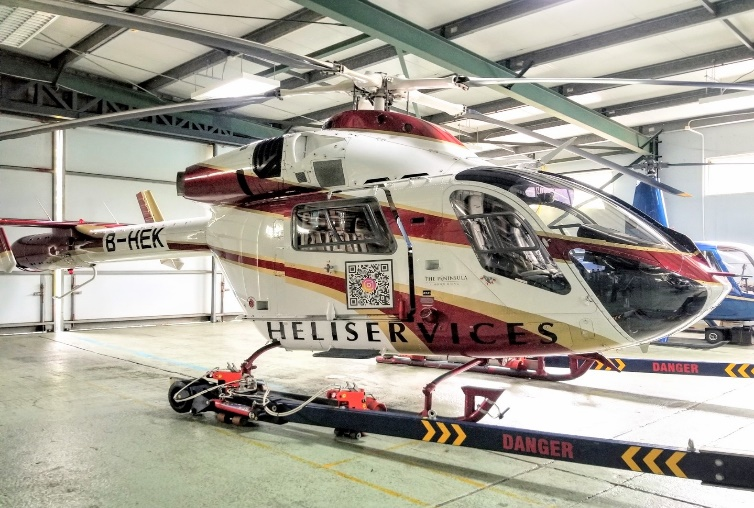 B-HEK
THE PENINSULA
HELISERVICES
DANGER
DANGER